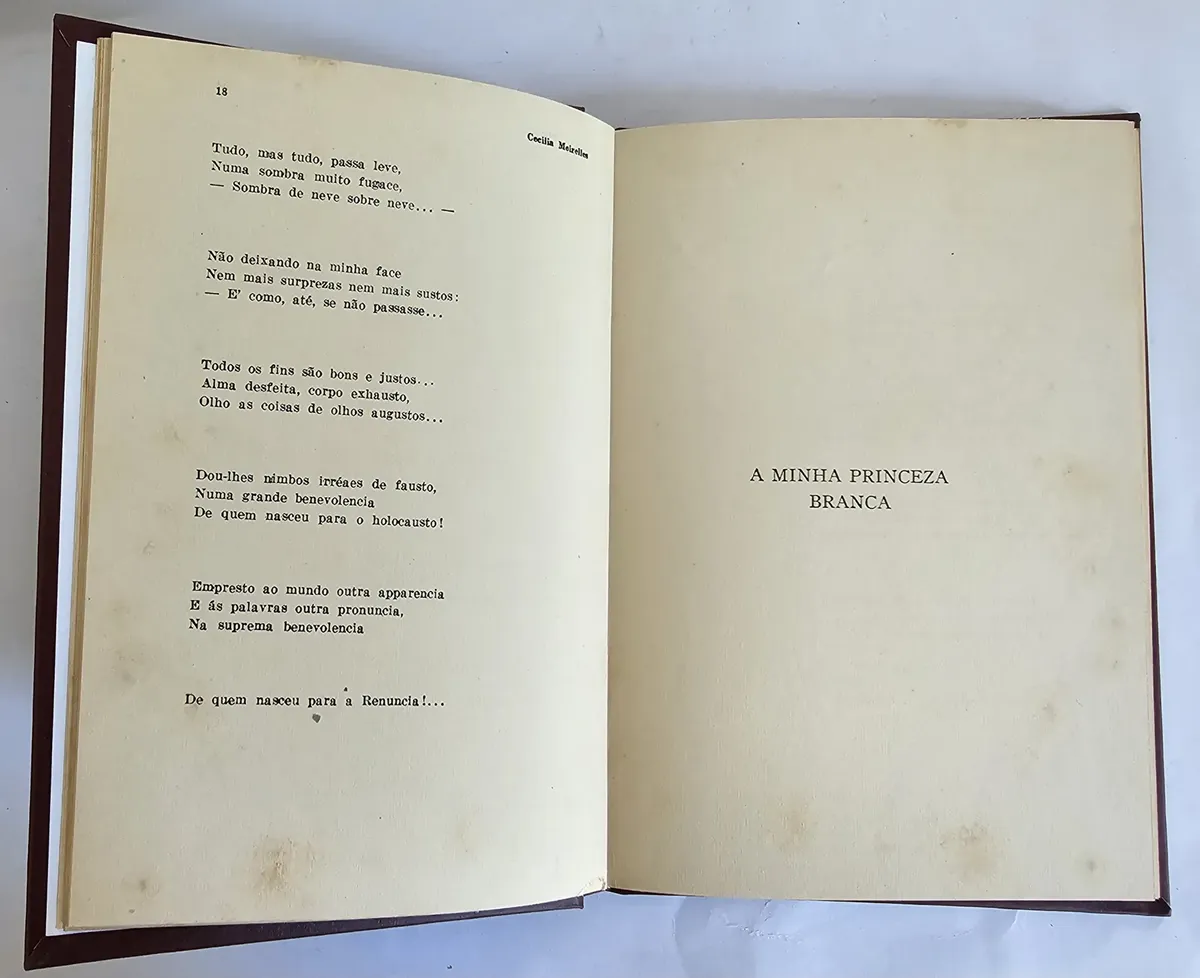 18
Cecilia Meirelles
Tudo, mas tudo, passa leve,
Numa sombra muito fugace,
— Sombra de neve sobre neve... —
Não deixando na minha face
Nem mais surprezas nem mais sustos:
— E' como, até, se não passasse...
Todos os fins são bons e justos...
Alma desfeita, corpo exhausto,
Olho as coisas de olhos augustos...
Dou-lhes nimbos irréaes de fausto,
Numa grande benevolencia
De quem nasceu para o holocausto!
Empresto ao mundo outra apparencia
E ás palavras outra pronuncia,
Na suprema benevolencia
De quem nasceu para a Renuncia!...
A MINHA PRINCEZA
BRANCA